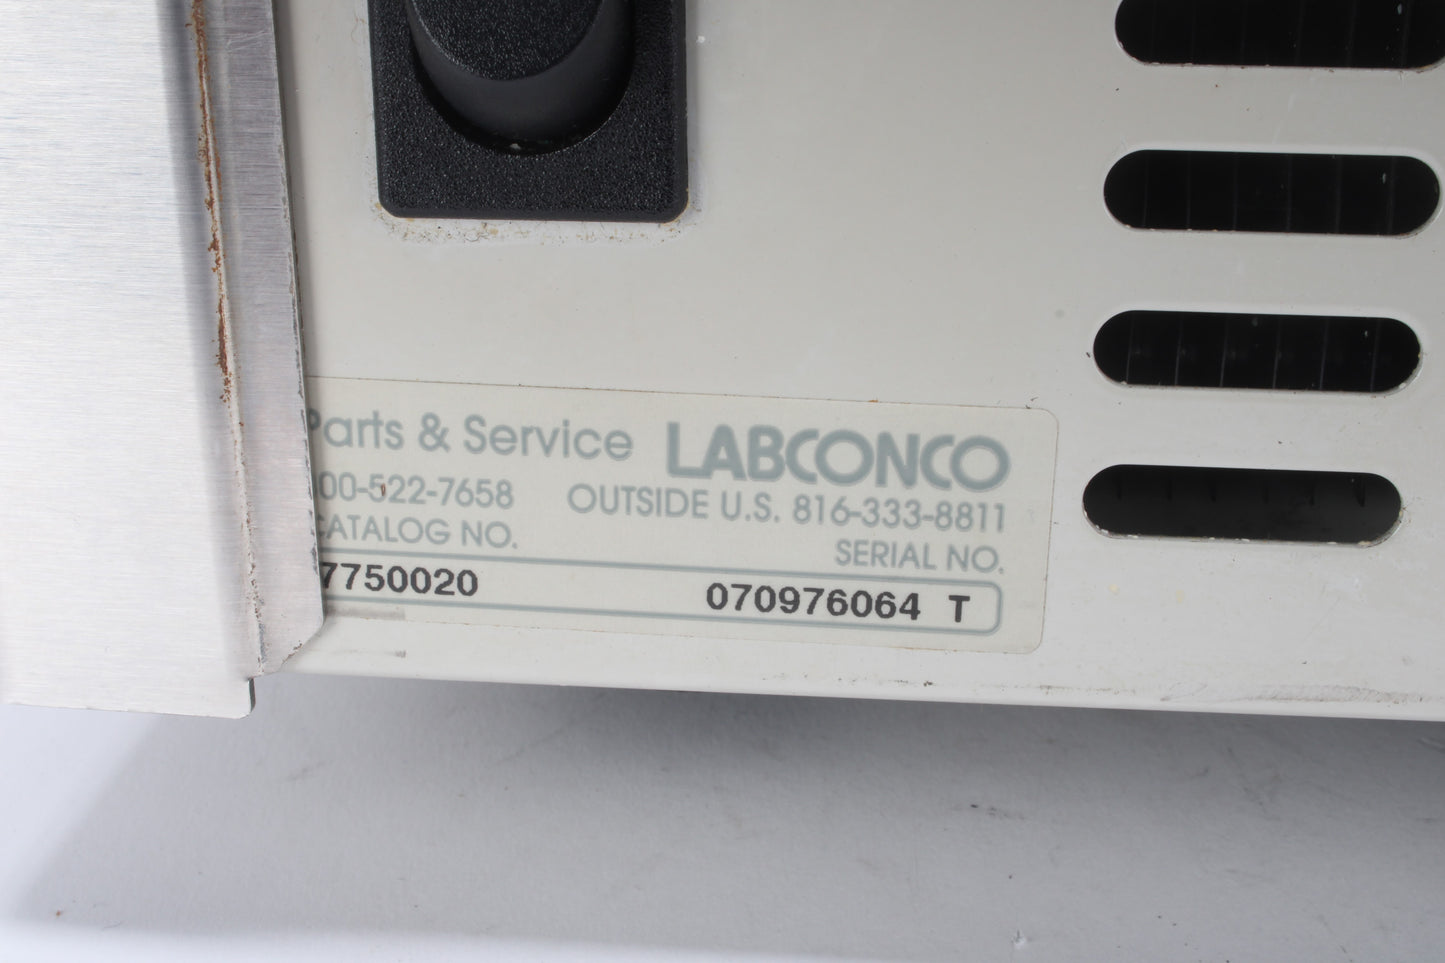 Parts & Service LABCONCO
00-522-7658 OUTSIDE U.S. 816-333-8811
CATALOG NO. SERIAL NO.
7750020 070976064 T